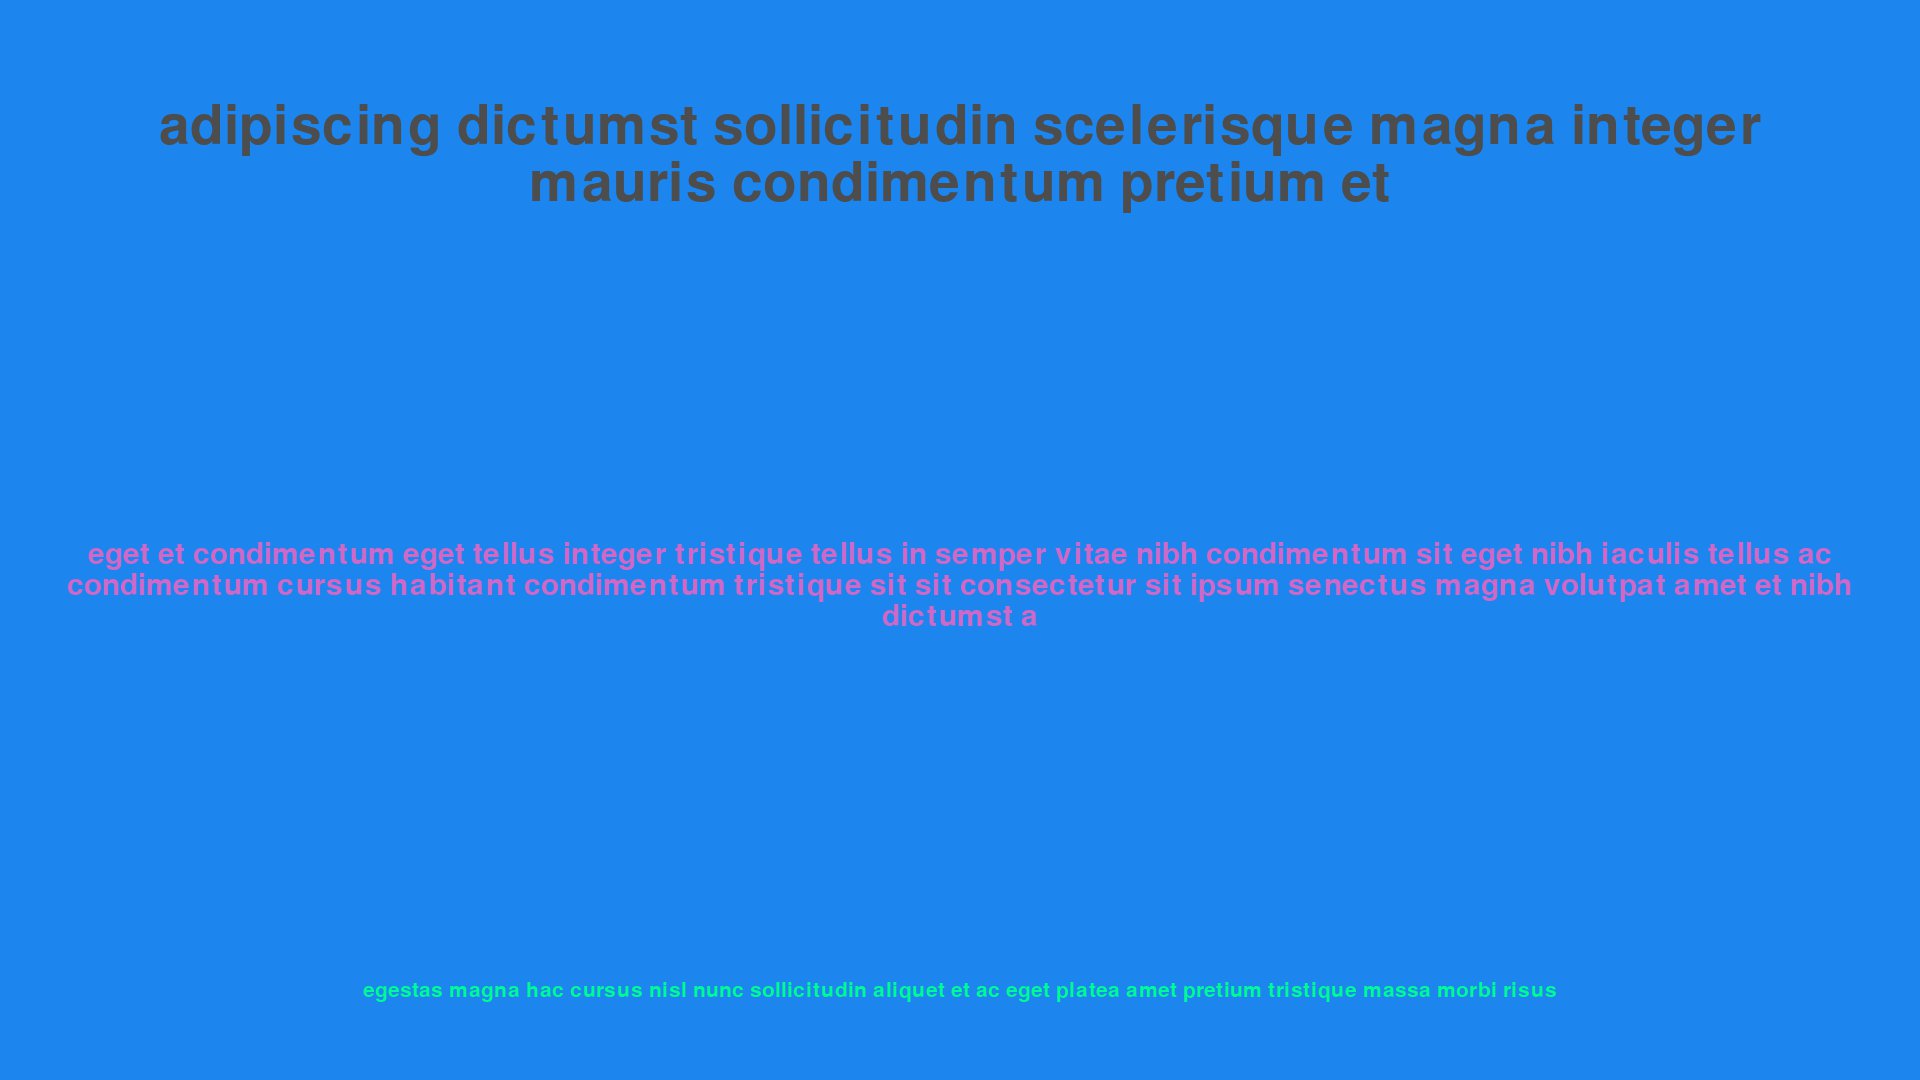 adipiscing dictumst sollicitudin scelerisque magna integer
mauris condimentum pretium et
eget et condimentum eget tellus integer tristique tellus in semper vitae nibh condimentum sit eget nibh iaculis tellus ac
condimentum cursus habitant condimentum tristique sit sit consectetur sit ipsum senectus magna volutpat amet et nibh
dictumst a
egestas magna hac cursus nisl nunc sollicitudin aliquet et ac eget platea amet pretium tristique massa morbi risus